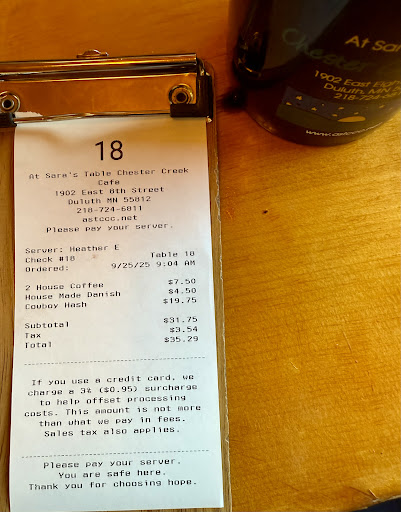 18
At Sara's Table Chester Creek
Cafe
1902 East 8th Street
Duluth MN 55812
218-724-6811
astccc.net
Please pay your server.
Server: Heather E
Check #18 Table 18
Ordered: 9/25/25 9:04 AM
2 House Coffee $7.50
House Made Danish $4.50
Cowboy Hash $19.75
Subtotal $31.75
Tax $3.54
Total $35.29
If you use a credit card, we
charge a 3% ($0.95) surcharge
to help offset processing
costs. This amount is not more
than what we pay in fees.
Sales tax also applies.
Please pay your server.
You are safe here.
Thank you for choosing hope.
At Sar
Chester
1902 East
Duluth, MN
218-724